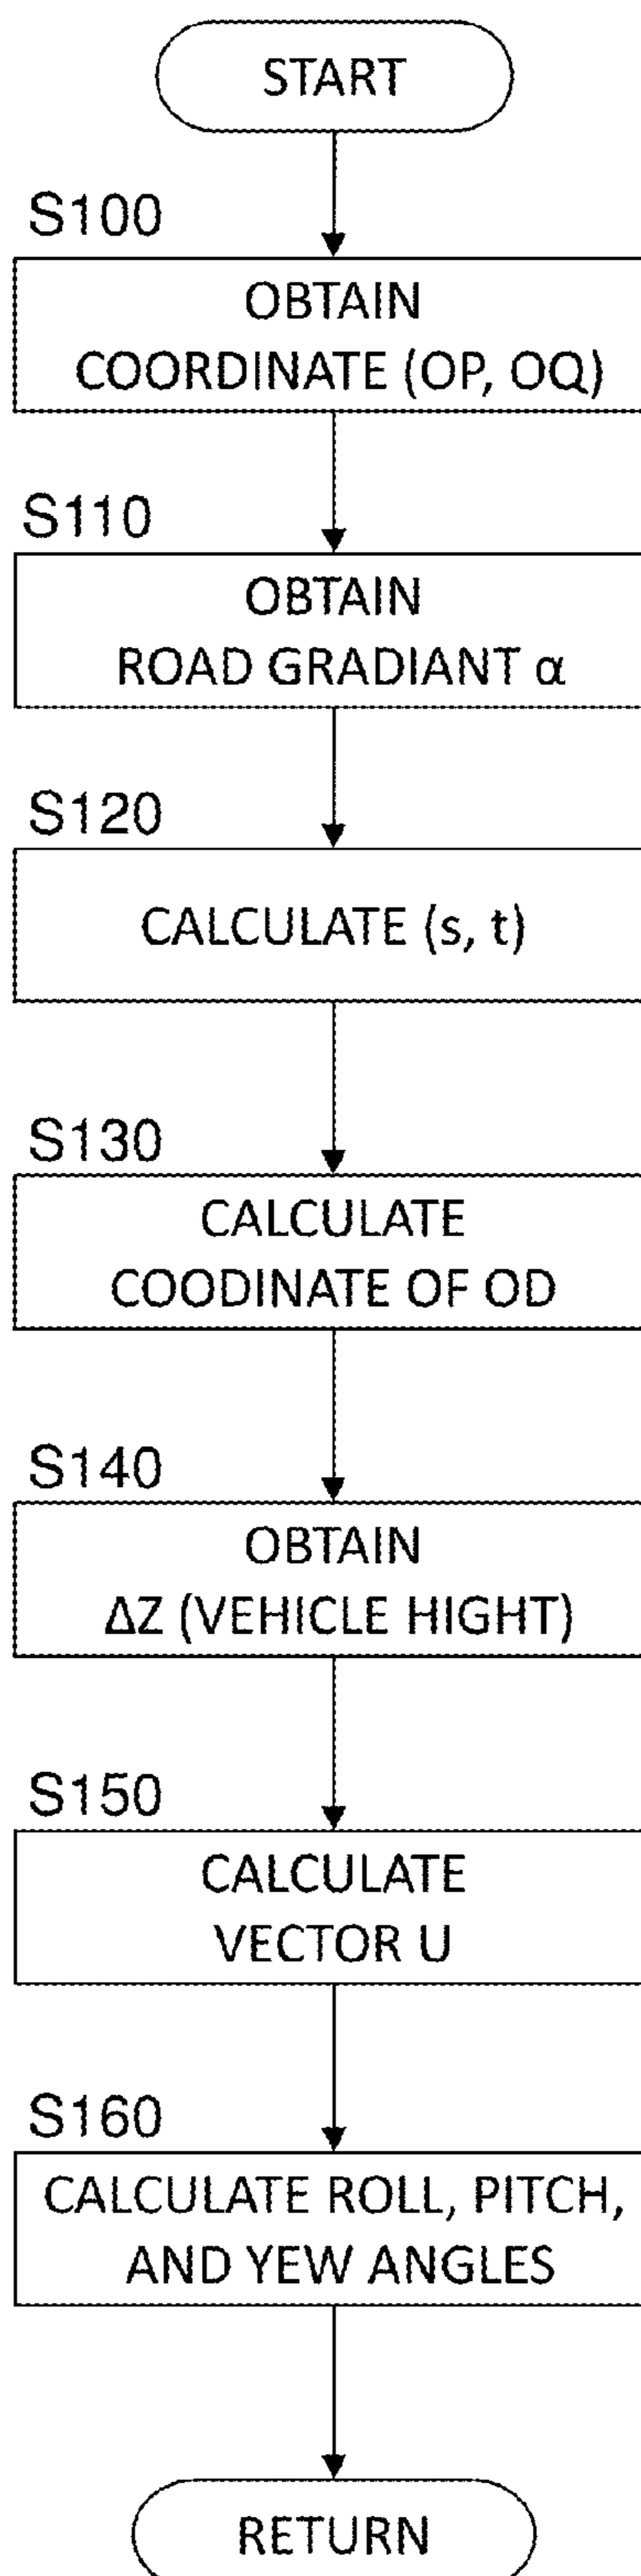 START
S100
OBTAIN
COORDINATE (OP, OQ)
S110
OBTAIN
ROAD GRADIANT α
S120
CALCULATE (s, t)
S130
CALCULATE
COODINATE OF OD
S140
OBTAIN
ΔZ (VEHICLE HIGHT)
S150
CALCULATE
VECTOR U
S160
CALCULATE ROLL, PITCH,
AND YEW ANGLES
RETURN